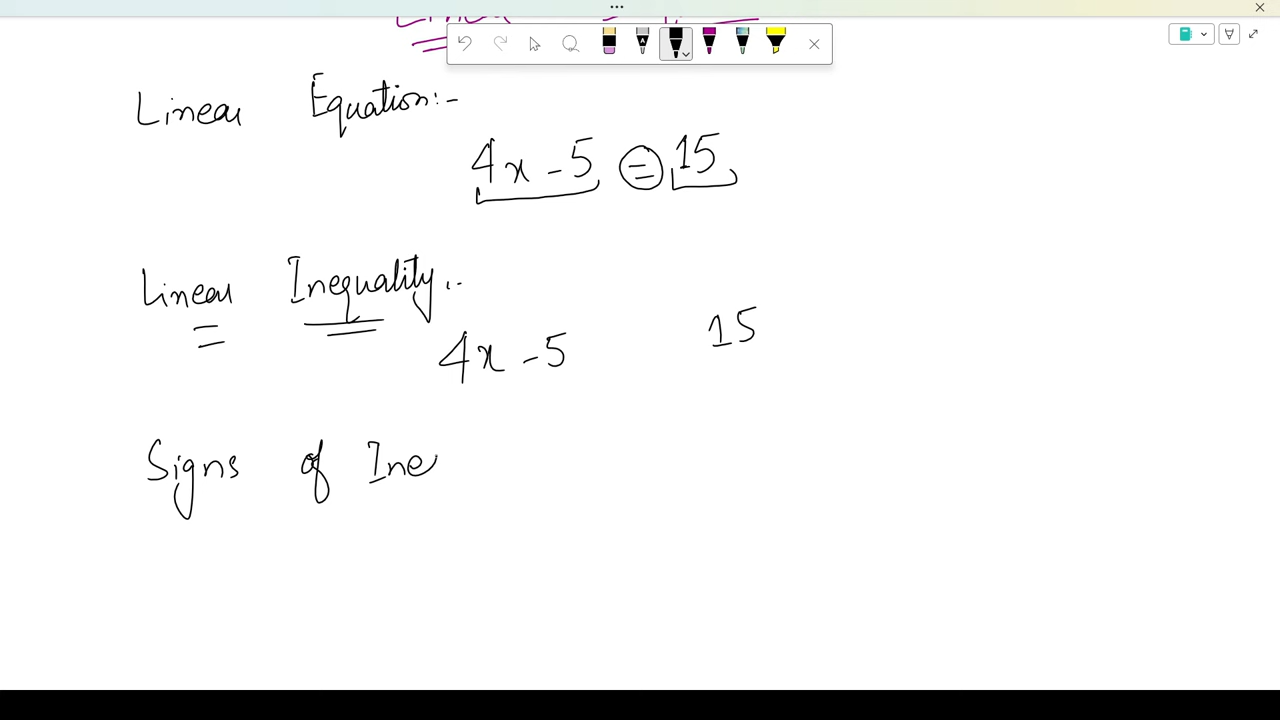 Linear Equation:-
4x - 5 = 15
Linear Inequality:-
4x - 5 15
Signs of Ine